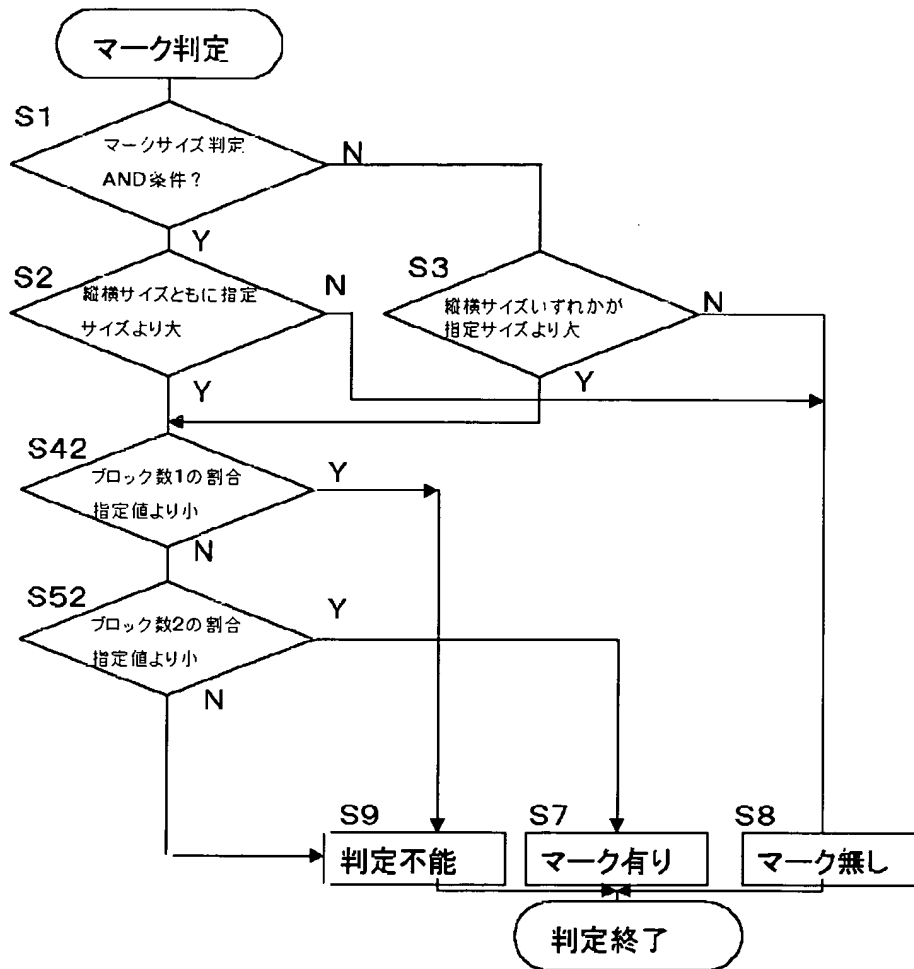 マーク判定
S1
マークサイズ判定
AND条件？
N
Y
S2
縦横サイズともに指定
サイズより大
N
Y
S3
縦横サイズいずれかが
指定サイズより大
N
Y
S42
ブロック数1の割合
指定値より小
Y
N
S52
ブロック数2の割合
指定値より小
Y
N
S9
判定不能
S7
マーク有り
S8
マーク無し
判定終了